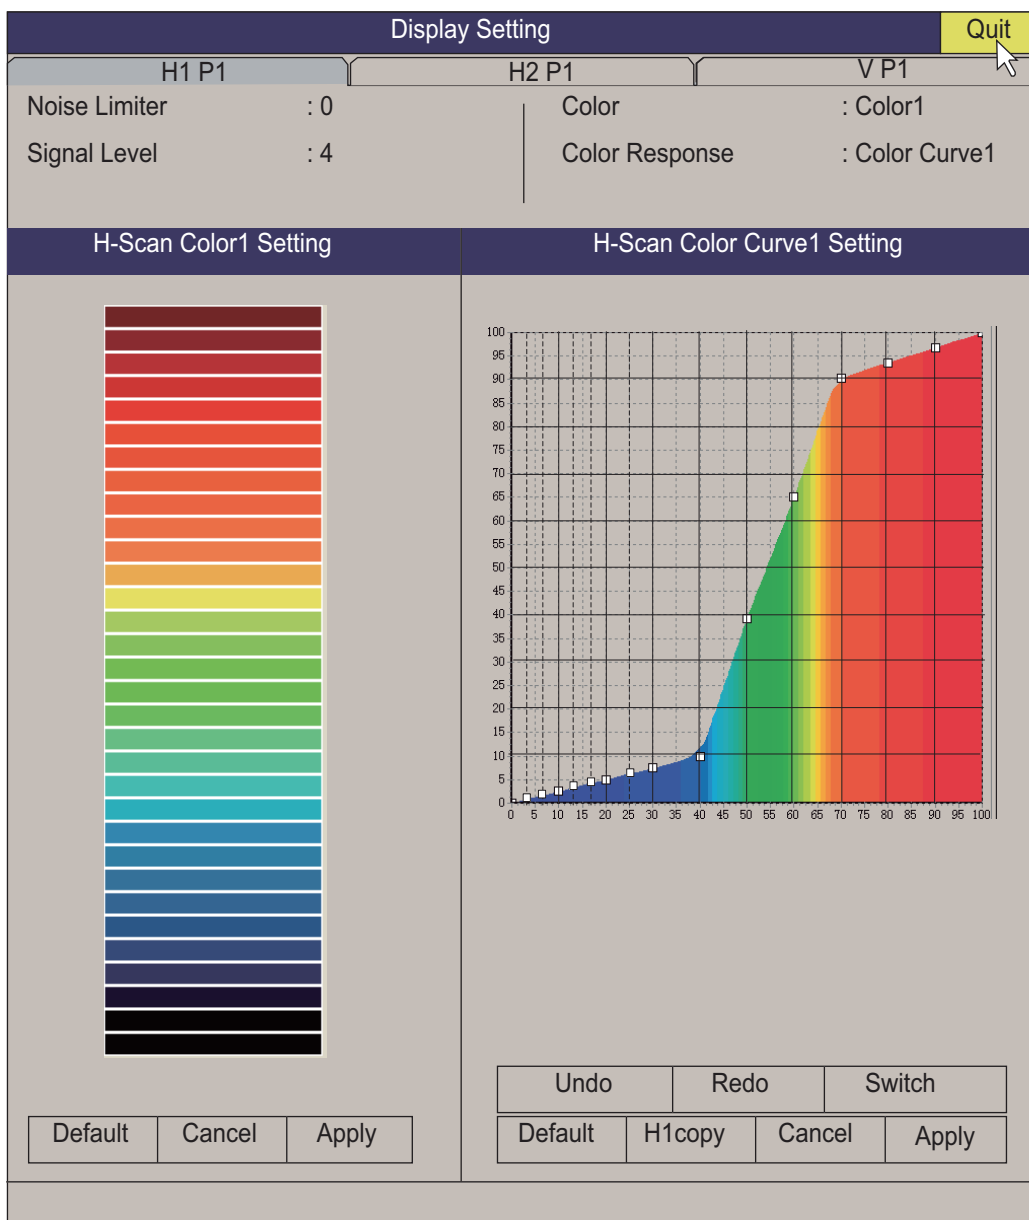 Display Setting
Quit
H1 P1
H2 P1
V P1
Noise Limiter : 0
Color : Color1
Signal Level : 4
Color Response : Color Curve1
H-Scan Color1 Setting
H-Scan Color Curve1 Setting
100
95
90
85
80
75
70
65
60
55
50
45
40
35
30
25
20
15
10
5
0
0 5 10 15 20 25 30 35 40 45 50 55 60 65 70 75 80 85 90 95 100
Undo Redo Switch
Default Cancel Apply
Default H1copy Cancel Apply